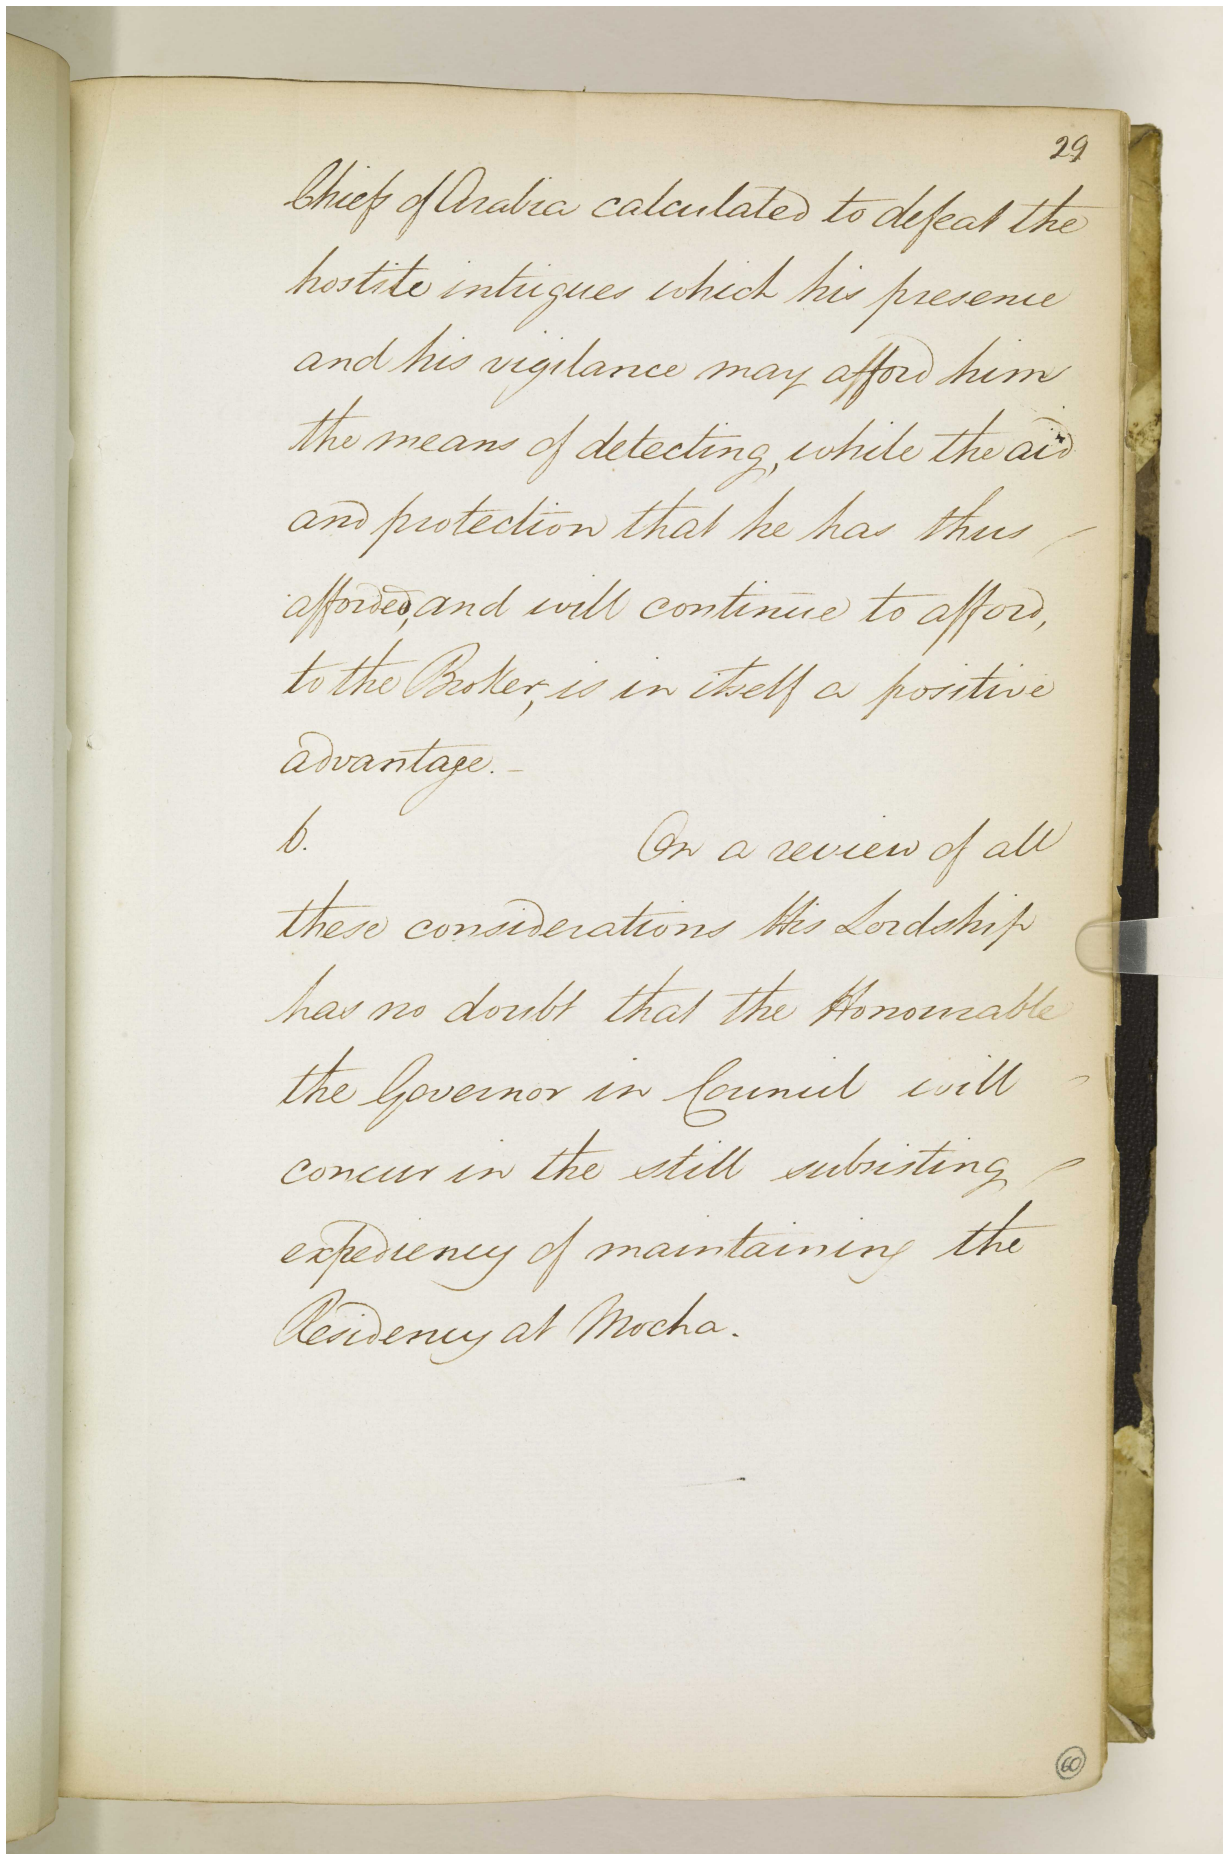 29
Chiefs of Arabia calculated to defeat the
hostile intrigues which his presence
and his vigilance may afford him
the means of detecting, while the aid
and protection that he has thus
afforded, and will continue to afford,
to the Broker, is in itself a positive
advantage. -
6. On a review of all
these considerations His Lordship
has no doubt that the Honourable
the Governor in Council will
concur in the still subsisting
expediency of maintaining the
Residency at Mocha.
60